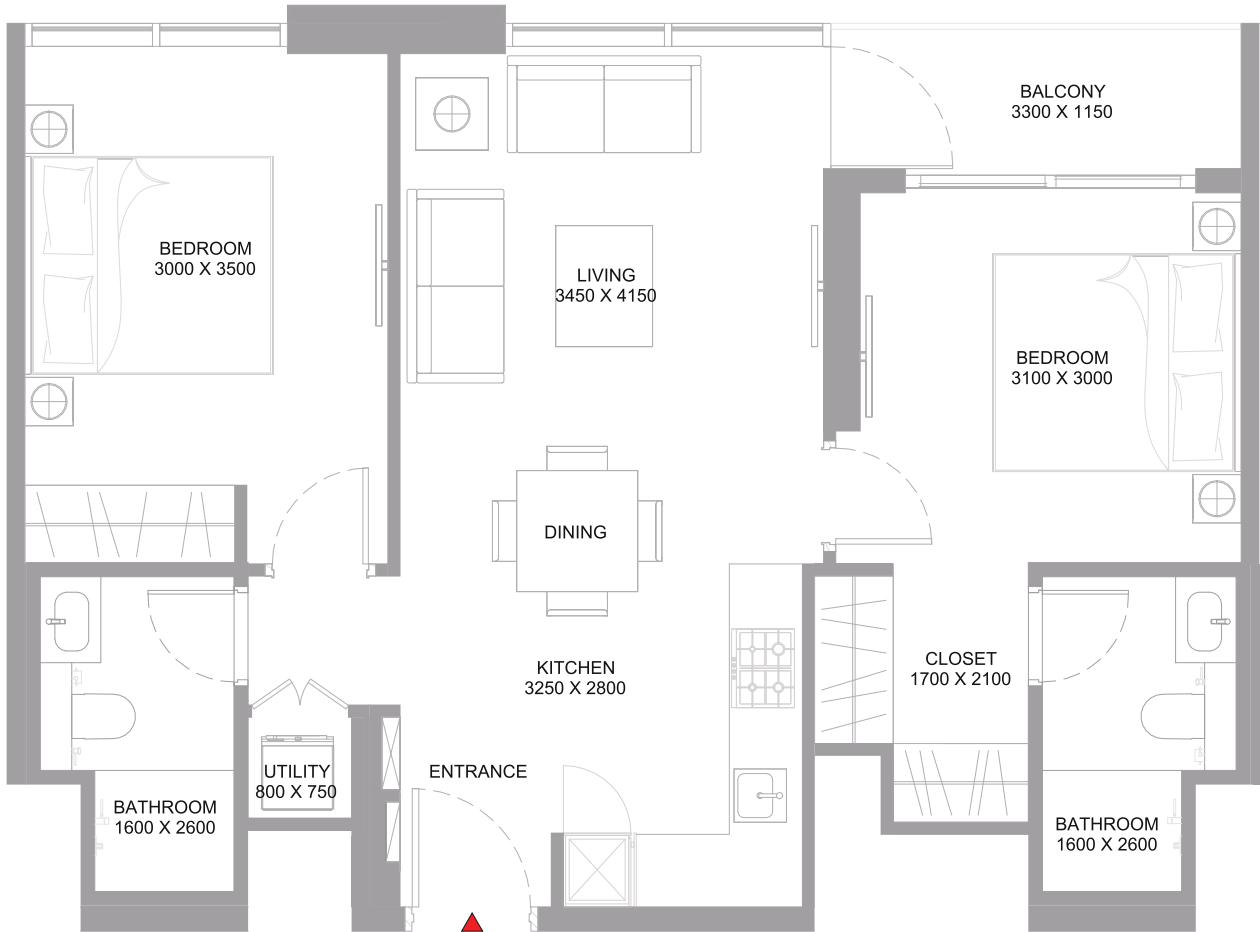 BALCONY
3300 X 1150
BEDROOM
3000 X 3500
LIVING
3450 X 4150
BEDROOM
3100 X 3000
DINING
KITCHEN
3250 X 2800
CLOSET
1700 X 2100
ENTRANCE
UTILITY
800 X 750
BATHROOM
1600 X 2600
BATHROOM
1600 X 2600